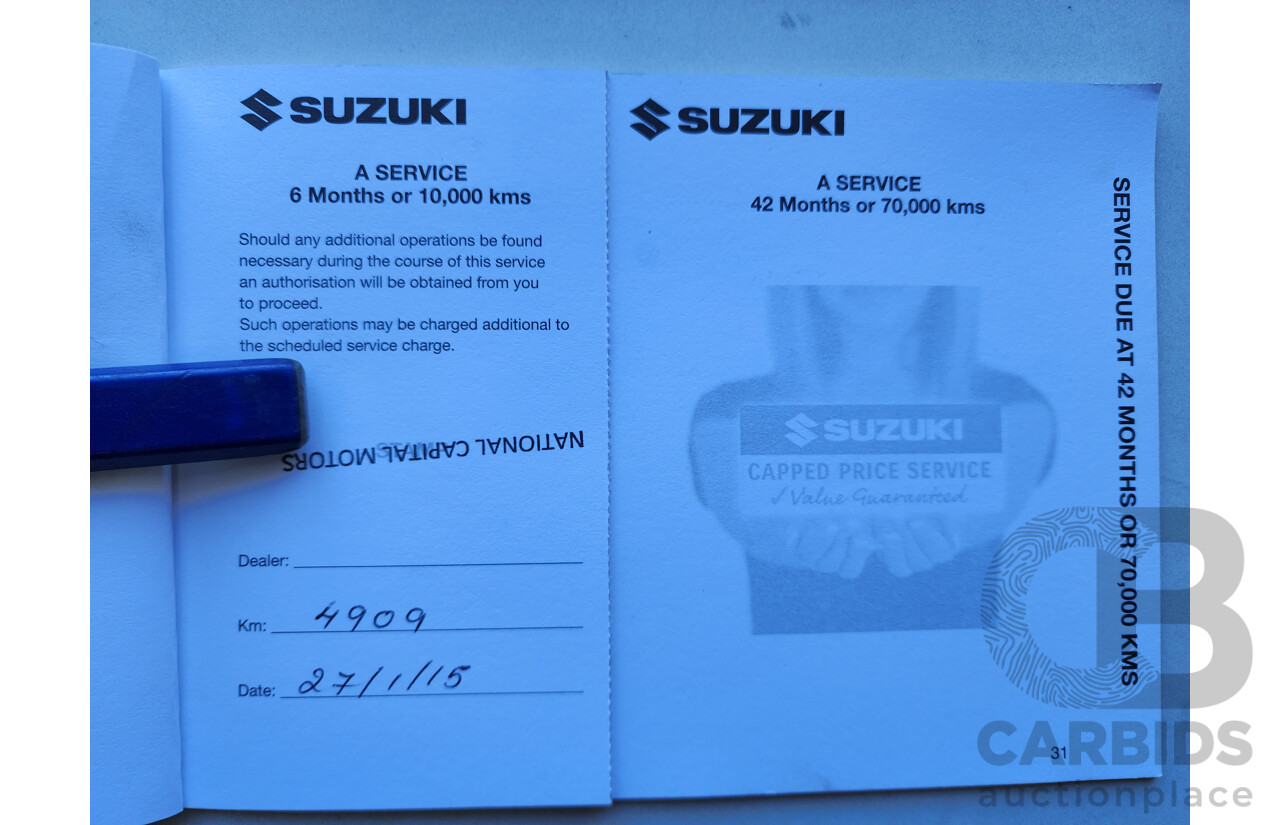 SUZUKI
A SERVICE
6 Months or 10,000 kms
Should any additional operations be found
necessary during the course of this service
an authorisation will be obtained from you
to proceed.
Such operations may be charged additional to
the scheduled service charge.
NATIONAL CAPITAL MOTORS
Dealer:
Km: 4909
Date: 27/1/15
SUZUKI
A SERVICE
42 Months or 70,000 kms
SUZUKI
CAPPED PRICE SERVICE
Value Guaranteed
31
SERVICE DUE AT 42 MONTHS OR 70,000 KMS
CARBIDS
auctionplace